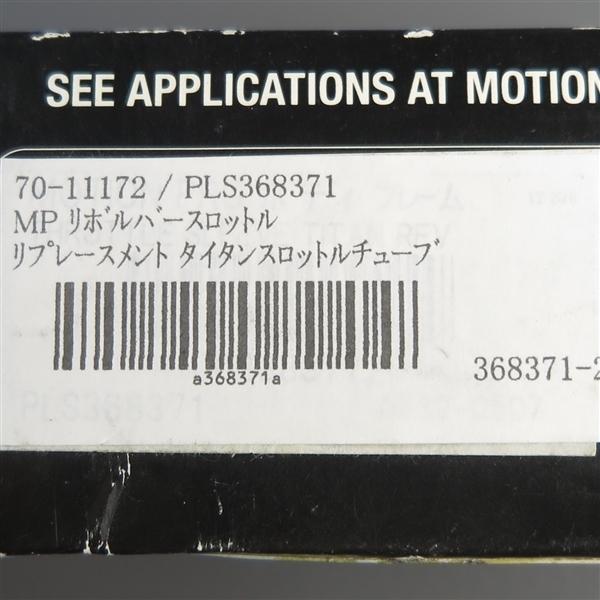 SEE APPLICATIONS AT MOTION
70-11172 / PLS368371
MP リボルバースロットル
リプレースメント タイタンスロットルチューブ
a368371a
368371-2
PLS368371